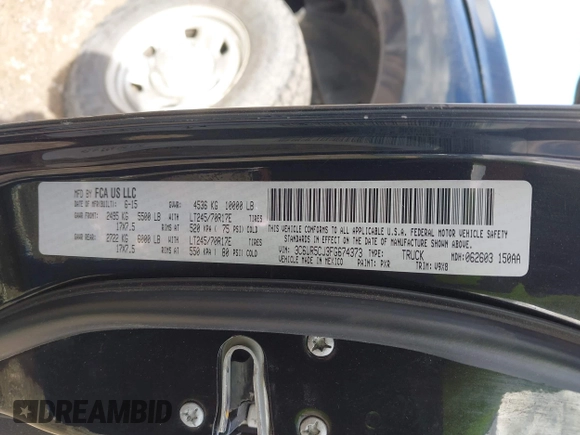 MFD BY FCA US LLC
DATE OF MFR(BUILT): 6-15 GVWR: 4536 KG 10000 LB
GAWR FRONT: 2495 KG 5500 LB WITH LT245/70R17E TIRES
17X7.5 RIMS AT 520 KPA ( 75 PSI) COLD
GAWR REAR: 2722 KG 6000 LB WITH LT245/70R17E TIRES
17X7.5 RIMS AT 550 KPA ( 80 PSI) COLD
THIS VEHICLE CONFORMS TO ALL APPLICABLE U.S.A. FEDERAL MOTOR VEHICLE
SAFETY STANDARDS IN EFFECT ON THE DATE OF MANUFACTURE SHOWN ABOVE.
VIN: 3C6LR5CJ3FG674373 TYPE: TRUCK MDH:062603 150AA
VEHICLE MADE IN MEXICO PAINT: PXR TRIM: V9X8
DREAMBID